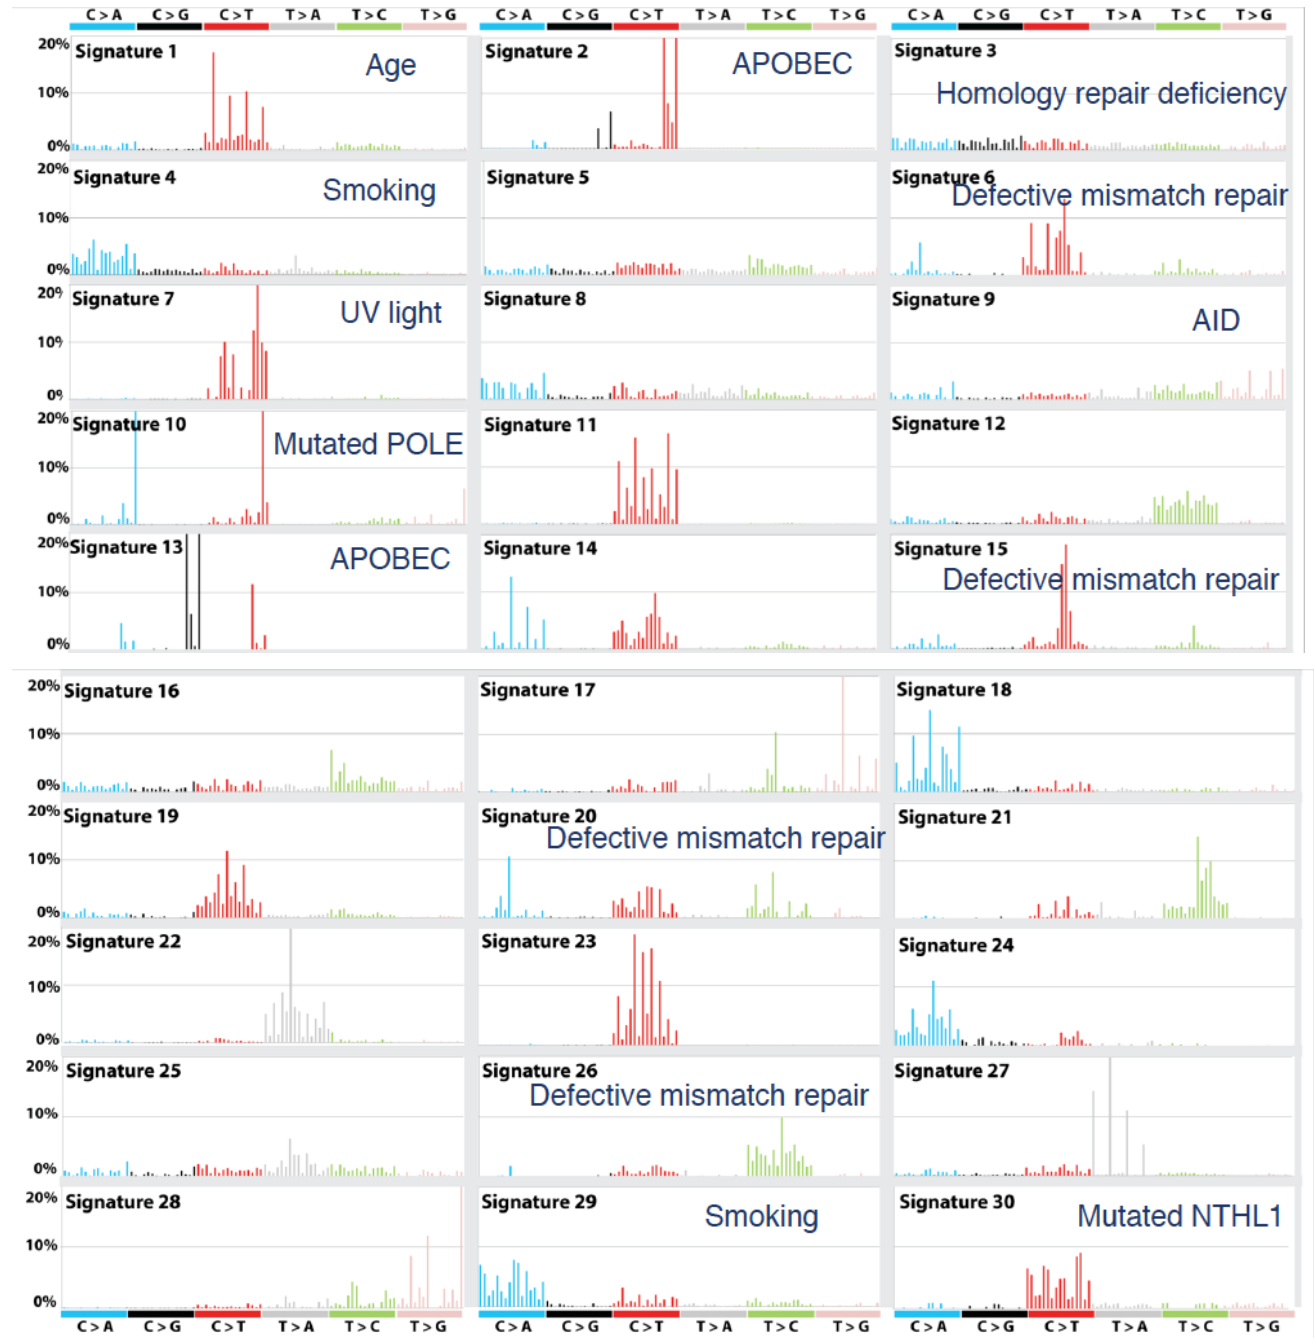 C > A C > G C > T T > A T > C T > G C > A C > G C > T T > A T > C T > G C > A C > G C > T T > A T > C T > G
20% Signature 1 Age Signature 2 APOBEC Signature 3
10% Homology repair deficiency
0%
20% Signature 4 Smoking Signature 5 Signature 6 Defective mismatch repair
10%
0%
20% Signature 7 UV light Signature 8 Signature 9 AID
10%
0%
20% Signature 10 Mutated POLE Signature 11 Signature 12
10%
0%
20% Signature 13 APOBEC Signature 14 Signature 15
10% Defective mismatch repair
0%
20% Signature 16 Signature 17 Signature 18
10%
0%
20% Signature 19 Signature 20 Defective mismatch repair Signature 21
10%
0%
20% Signature 22 Signature 23 Signature 24
10%
0%
20% Signature 25 Signature 26 Signature 27
Defective mismatch repair
10%
0%
20% Signature 28 Signature 29 Smoking Signature 30 Mutated NTHL1
10%
0%
C > A C > G C > T T > A T > C T > G C > A C > G C > T T > A T > C T > G C > A C > G C > T T > A T > C T > G